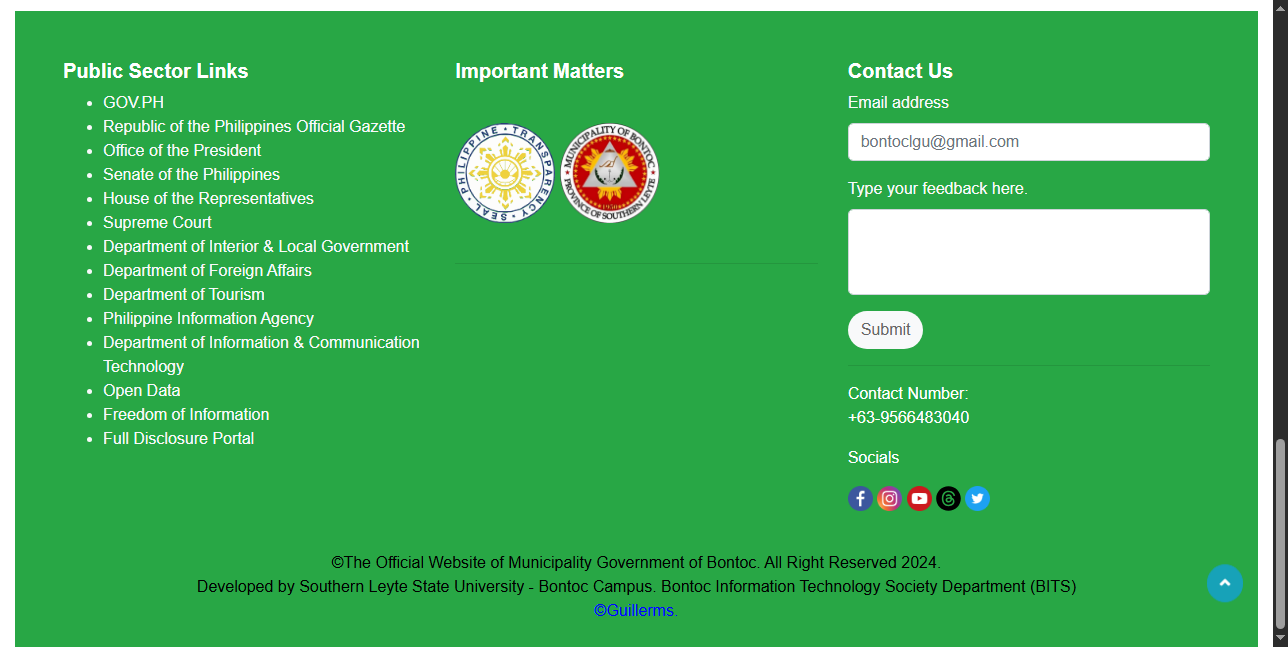 Public Sector Links
GOV.PH
Republic of the Philippines Official Gazette
Office of the President
Senate of the Philippines
House of the Representatives
Supreme Court
Department of Interior & Local Government
Department of Foreign Affairs
Department of Tourism
Philippine Information Agency
Department of Information & Communication
Technology
Open Data
Freedom of Information
Full Disclosure Portal
Important Matters
PHILIPPINE • TRANSPARENCY SEAL •
MUNICIPALITY OF BONTOC
PROVINCE OF SOUTHERN LEYTE
1950
Contact Us
Email address
bontoclgu@gmail.com
Type your feedback here.
Submit
Contact Number:
+63-9566483040
Socials
©The Official Website of Municipality Government of Bontoc. All Right Reserved 2024.
Developed by Southern Leyte State University - Bontoc Campus. Bontoc Information Technology Society Department (BITS)
©Guillerms.